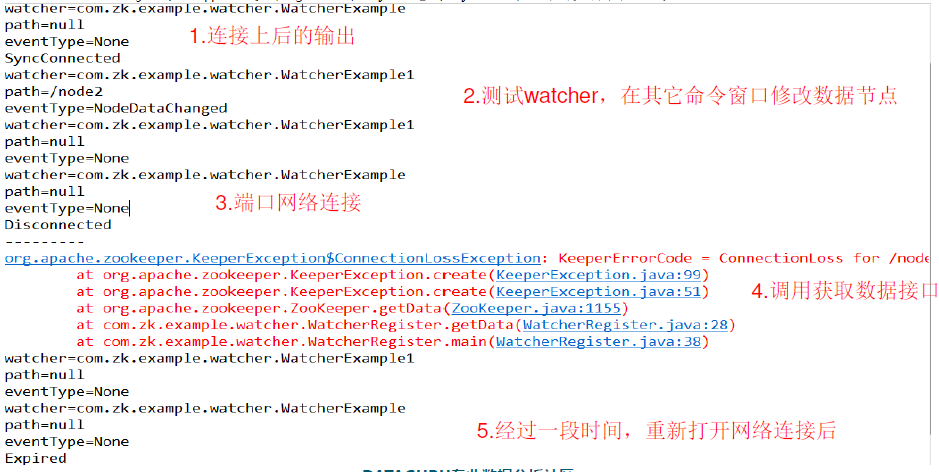 watcher=com.zk.example.watcher.WatcherExample
path=null
eventType=None
1.连接上后的输出
SyncConnected
watcher=com.zk.example.watcher.WatcherExample1
path=/node2
2.测试watcher，在其它命令窗口修改数据节点
eventType=NodeDataChanged
watcher=com.zk.example.watcher.WatcherExample1
path=null
eventType=None
watcher=com.zk.example.watcher.WatcherExample
path=null
eventType=None
3.端口网络连接
Disconnected
---------
org.apache.zookeeper.KeeperException$ConnectionLossException: KeeperErrorCode = ConnectionLoss for /node
at org.apache.zookeeper.KeeperException.create(KeeperException.java:99)
at org.apache.zookeeper.KeeperException.create(KeeperException.java:51)
4.调用获取数据接口
at org.apache.zookeeper.ZooKeeper.getData(ZooKeeper.java:1155)
at com.zk.example.watcher.WatcherRegister.getData(WatcherRegister.java:28)
at com.zk.example.watcher.WatcherRegister.main(WatcherRegister.java:38)
watcher=com.zk.example.watcher.WatcherExample1
path=null
eventType=None
watcher=com.zk.example.watcher.WatcherExample
path=null
5.经过一段时间，重新打开网络连接后
eventType=None
Expired